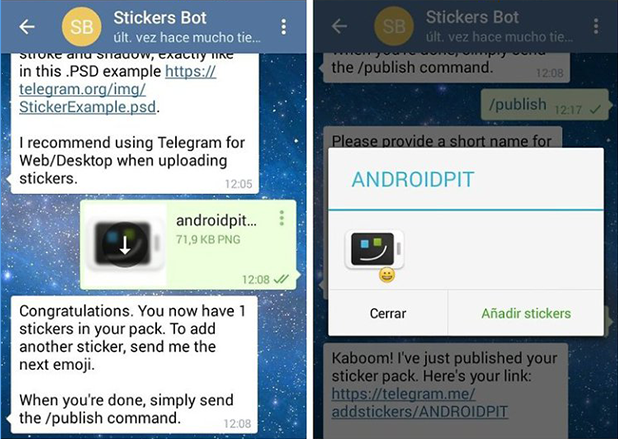 Stickers Bot
SB
últ. vez hace mucho tie...
stroke and shadow, exactly like
in this .PSD example https://
telegram.org/img/
StickerExample.psd.
I recommend using Telegram for
Web/Desktop when uploading
stickers.
12:05
androidpit...
71,9 KB PNG
12:08
Congratulations. You now have 1
stickers in your pack. To add
another sticker, send me the
next emoji.
When you're done, simply send
the /publish command.
12:08
Stickers Bot
SB
últ. vez hace mucho tie...
When you're done, simply send
the /publish command.
12:08
/publish 12:17
Please provide a short name for
ANDROIDPIT
Cerrar
Añadir stickers
Kaboom! I've just published your
sticker pack. Here's your link:
https://telegram.me/
addstickers/ANDROIDPIT